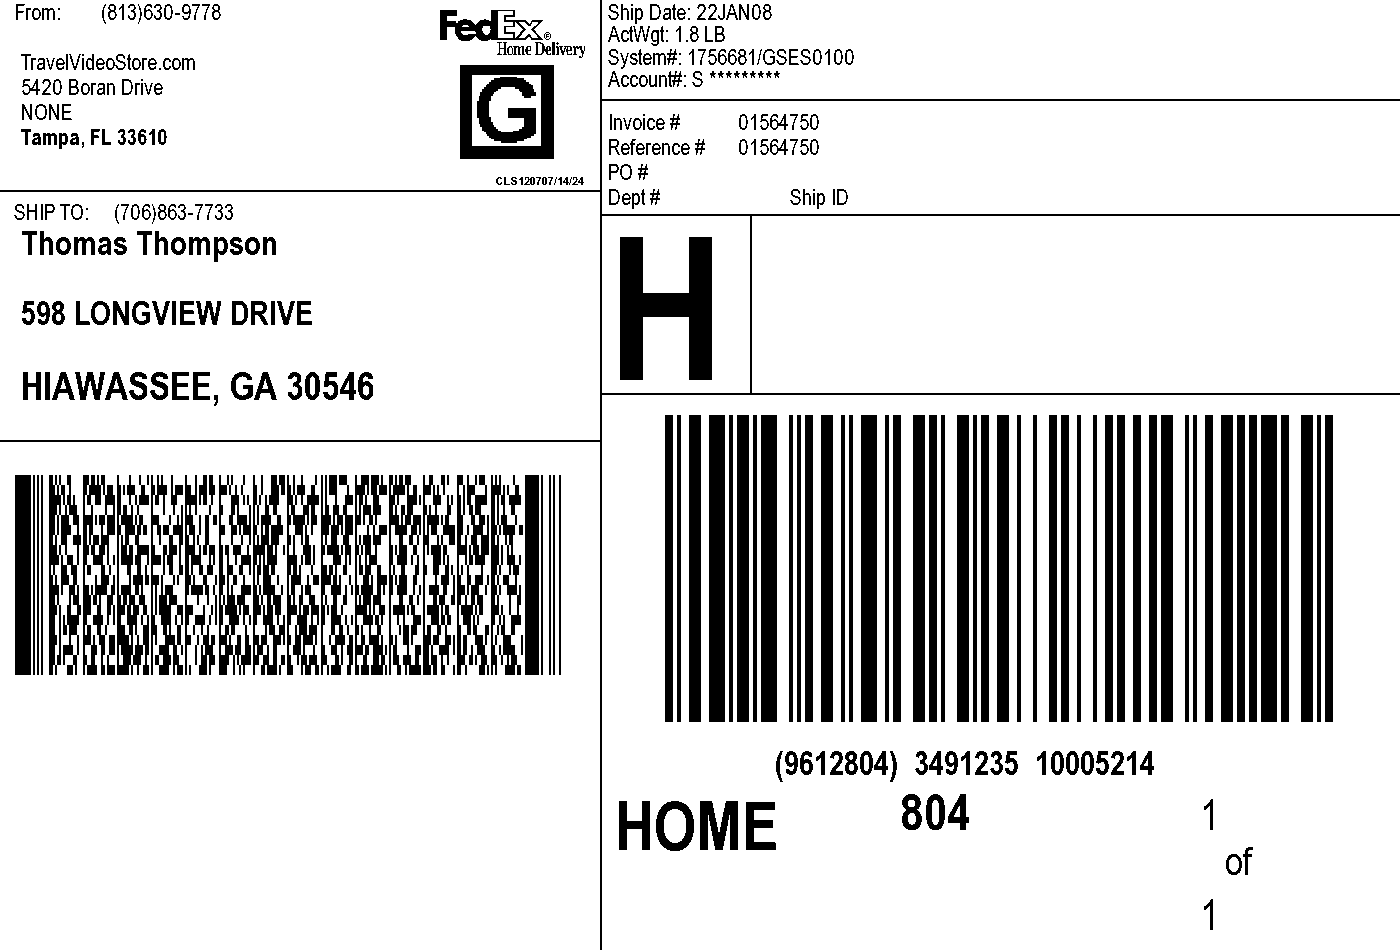 From: (813)630-9778
TravelVideoStore.com
5420 Boran Drive
NONE
Tampa, FL 33610
FedEx®
Home Delivery
G
CLS120707/14/24
SHIP TO: (706)863-7733
Thomas Thompson
598 LONGVIEW DRIVE
HIAWASSEE, GA 30546
Ship Date: 22JAN08
ActWgt: 1.8 LB
System#: 1756681/GSES0100
Account#: S *********
Invoice # 01564750
Reference # 01564750
PO #
Dept # Ship ID
H
(9612804) 3491235 10005214
HOME 804 1
of
1